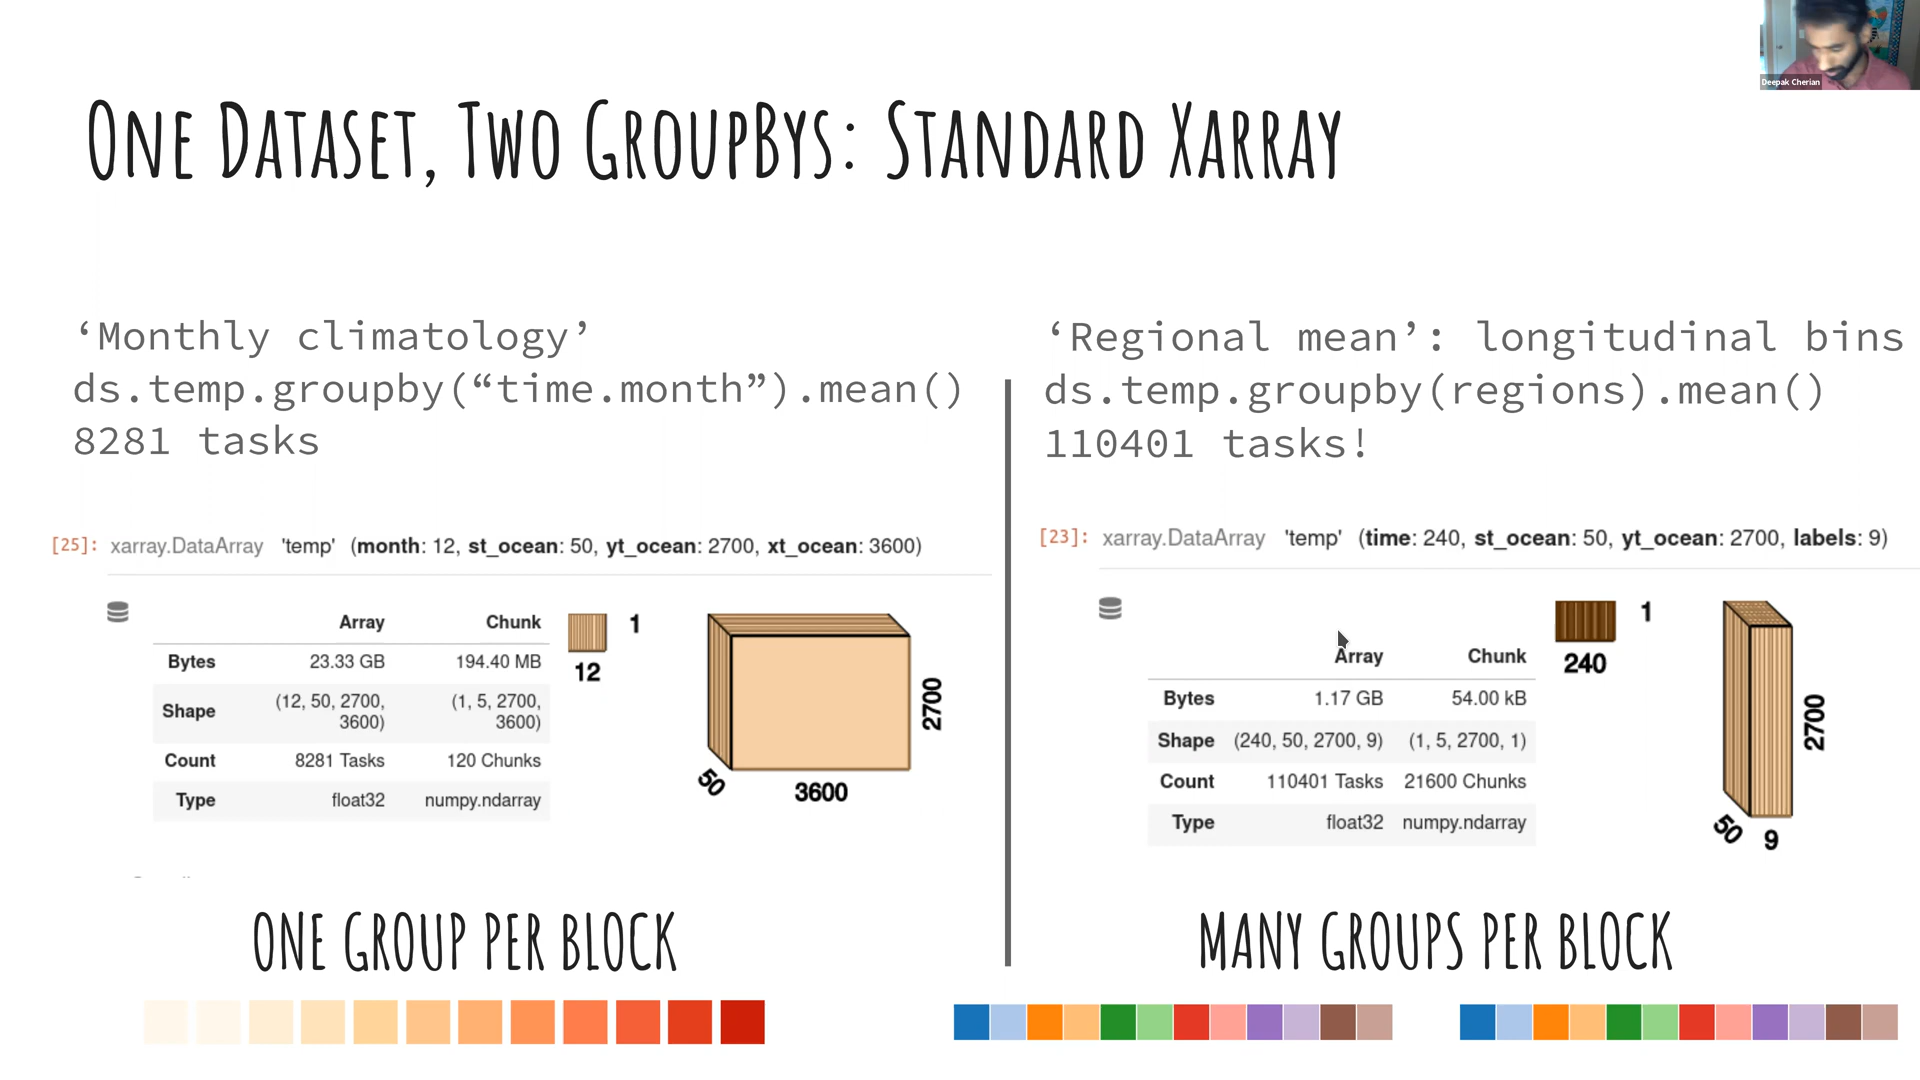 Deepak Cherian
One Dataset, Two GroupBys: Standard Xarray
‘Monthly climatology’
ds.temp.groupby(“time.month”).mean()
8281 tasks
[25]: xarray.DataArray 'temp' (month: 12, st_ocean: 50, yt_ocean: 2700, xt_ocean: 3600)
Array Chunk
Bytes 23.33 GB 194.40 MB
Shape (12, 50, 2700, 3600) (1, 5, 2700, 3600)
Count 8281 Tasks 120 Chunks
Type float32 numpy.ndarray
1
12
2700
50
3600
ONE GROUP PER BLOCK
‘Regional mean’: longitudinal bins
ds.temp.groupby(regions).mean()
110401 tasks!
[23]: xarray.DataArray 'temp' (time: 240, st_ocean: 50, yt_ocean: 2700, labels: 9)
Array Chunk
Bytes 1.17 GB 54.00 kB
Shape (240, 50, 2700, 9) (1, 5, 2700, 1)
Count 110401 Tasks 21600 Chunks
Type float32 numpy.ndarray
1
240
2700
50
9
MANY GROUPS PER BLOCK